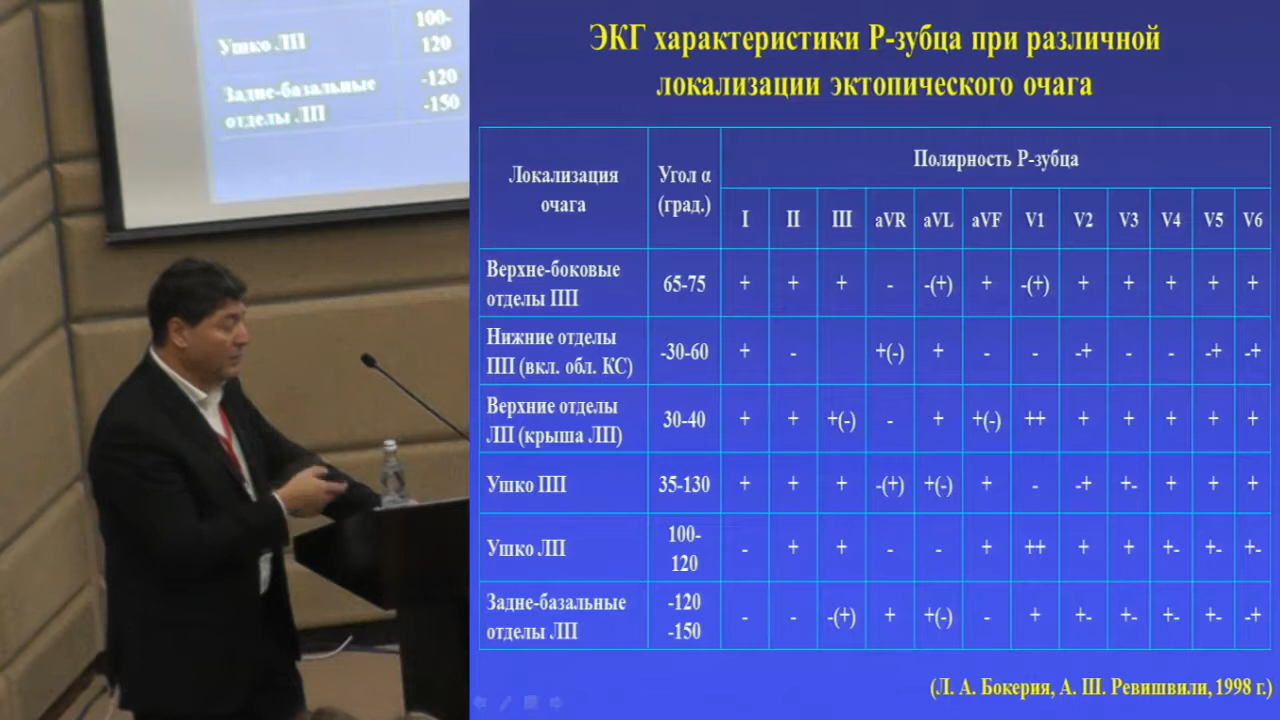 Ушко ЛП
100-
120
Задне-базальные
отделы ЛП
-120
-150
ЭКГ характеристики Р-зубца при различной
локализации эктопического очага
Локализация
очага
Угол α
(град.)
Полярность Р-зубца
I II III aVR aVL aVF V1 V2 V3 V4 V5 V6
Верхне-боковые
отделы ПП
65-75 + + + - -(+) + -(+) + + + + +
Нижние отделы
ПП (вкл. обл. КС)
-30-60 + - +(-) + - - -+ - - -+ -+
Верхние отделы
ЛП (крыша ЛП)
30-40 + + +(-) - + +(-) ++ + + + + +
Ушко ПП 35-130 + + + -(+) +(-) + - -+ +- + + +
Ушко ЛП
100-
120
- + + - - + ++ + + +- +- +-
Задне-базальные
отделы ЛП
-120
-150
- - -(+) + +(-) - + +- +- +- +- -+
(Л. А. Бокерия, А. Ш. Ревишвили, 1998 г.)